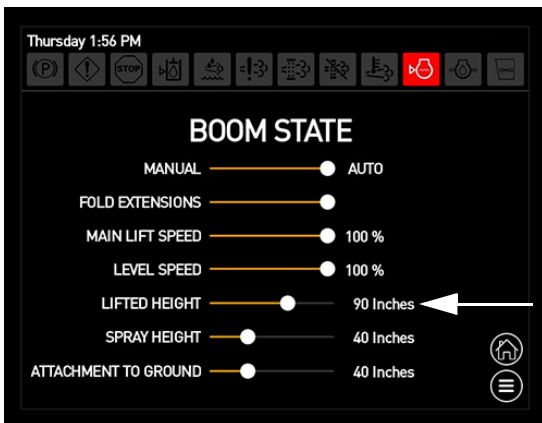 Thursday 1:56 PM
(P) STOP
BOOM STATE
MANUAL AUTO
FOLD EXTENSIONS
MAIN LIFT SPEED 100 %
LEVEL SPEED 100 %
LIFTED HEIGHT 90 Inches
SPRAY HEIGHT 40 Inches
ATTACHMENT TO GROUND 40 Inches